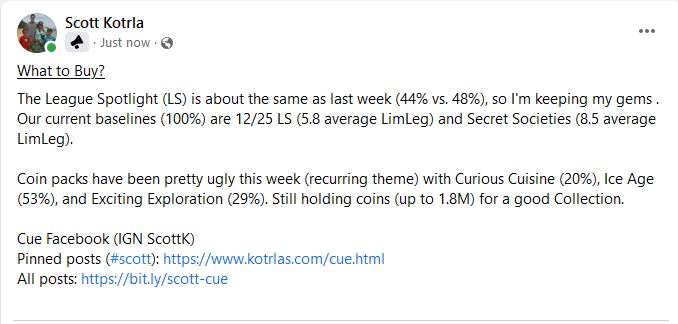 Scott Kotrla
· Just now ·
What to Buy?
The League Spotlight (LS) is about the same as last week (44% vs. 48%), so I'm keeping my gems .
Our current baselines (100%) are 12/25 LS (5.8 average LimLeg) and Secret Societies (8.5 average
LimLeg).
Coin packs have been pretty ugly this week (recurring theme) with Curious Cuisine (20%), Ice Age
(53%), and Exciting Exploration (29%). Still holding coins (up to 1.8M) for a good Collection.
Cue Facebook (IGN ScottK)
Pinned posts (#scott): https://www.kotrlas.com/cue.html
All posts: https://bit.ly/scott-cue